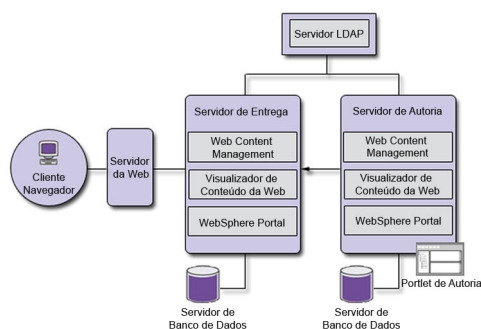 Servidor LDAP
Servidor de Entrega
Web Content
Management
Visualizador de
Conteúdo da Web
WebSphere Portal
Servidor de Autoria
Web Content
Management
Visualizador de
Conteúdo da Web
WebSphere Portal
Cliente
Navegador
Servidor
da Web
Portlet de Autoria
Servidor de
Banco de Dados
Servidor de
Banco de Dados